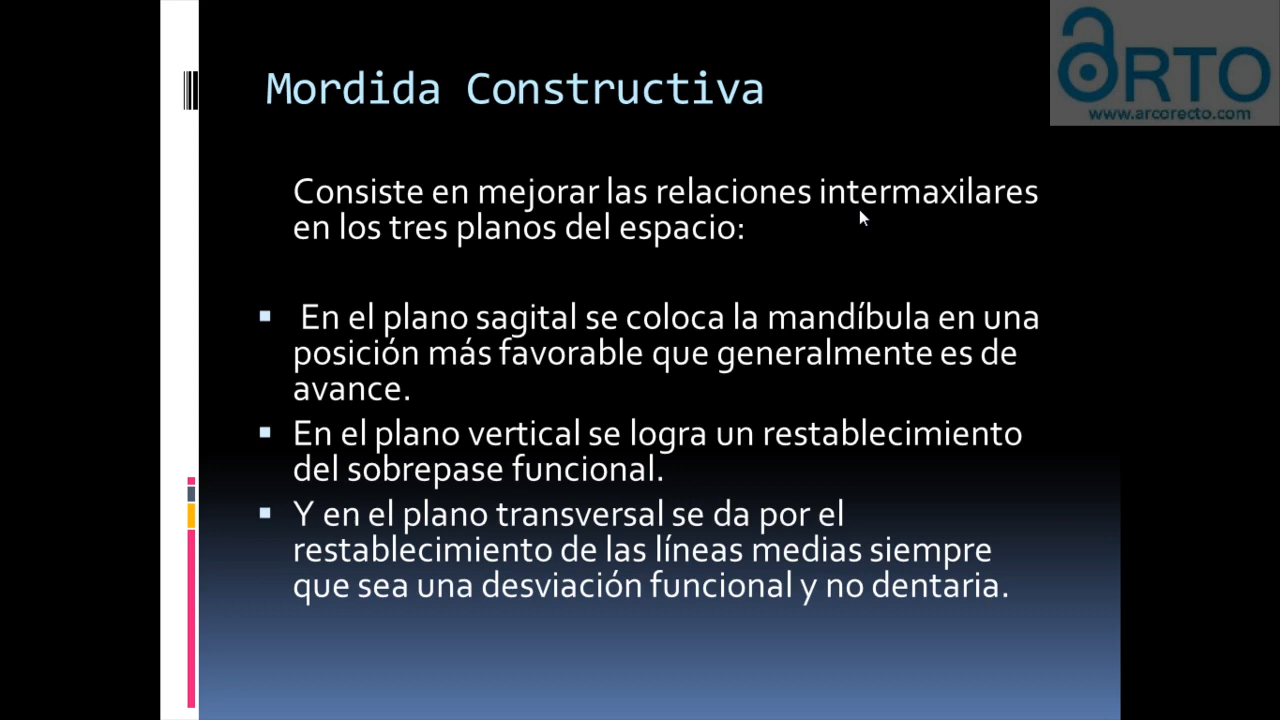 Mordida Constructiva
ARTO
www.arcorecto.com
Consiste en mejorar las relaciones intermaxilares
en los tres planos del espacio:
En el plano sagital se coloca la mandíbula en una
posición más favorable que generalmente es de
avance.
En el plano vertical se logra un restablecimiento
del sobrepase funcional.
Y en el plano transversal se da por el
restablecimiento de las líneas medias siempre
que sea una desviación funcional y no dentaria.